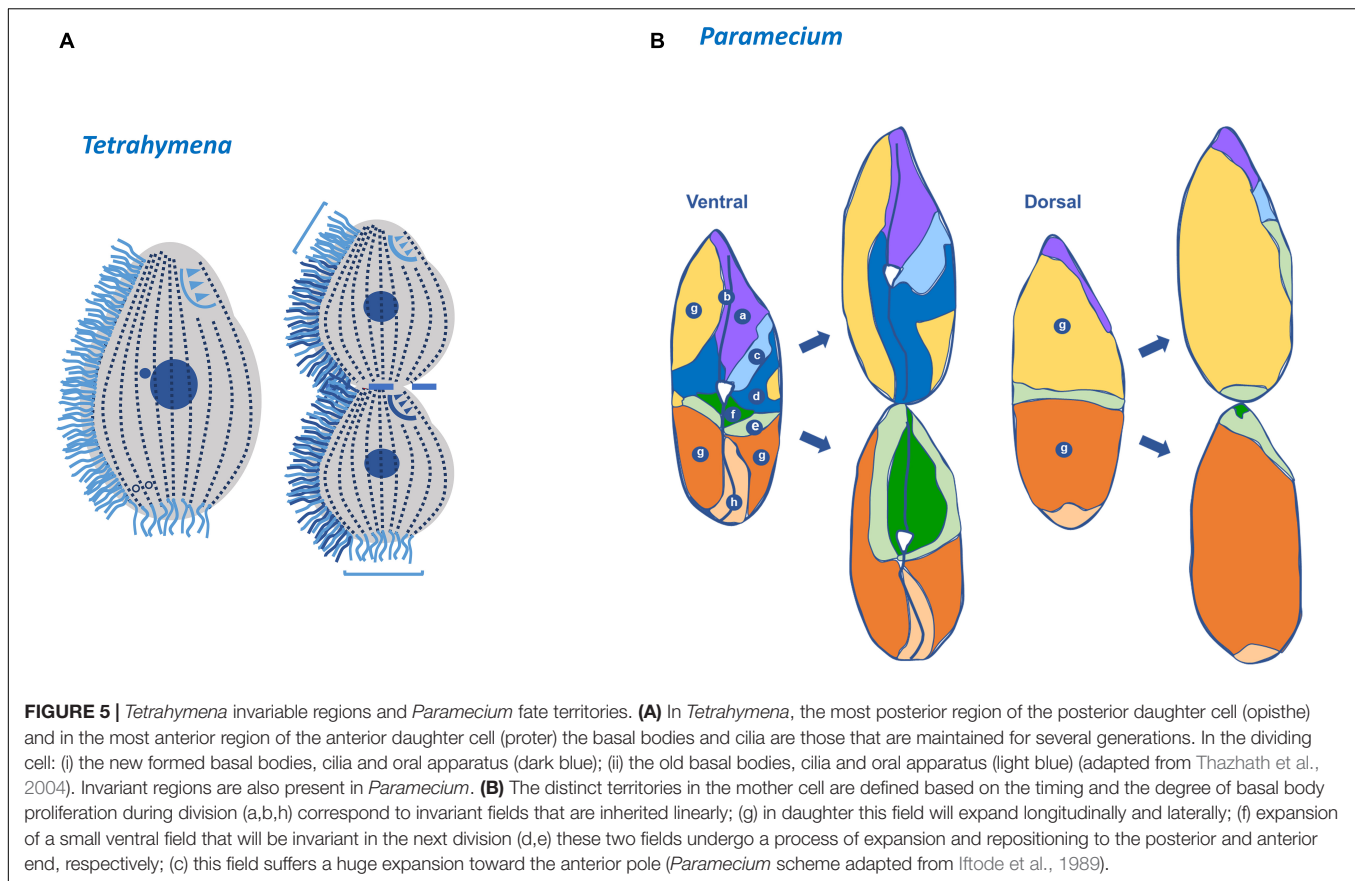 A
B
Paramecium
Tetrahymena
Ventral
Dorsal
b
g
a
c
d
f
e
g
g
h
g
g
FIGURE 5 | Tetrahymena invariable regions and Paramecium fate territories. (A) In Tetrahymena, the most posterior region of the posterior daughter cell (opisthe)
and in the most anterior region of the anterior daughter cell (proter) the basal bodies and cilia are those that are maintained for several generations. In the dividing
cell: (i) the new formed basal bodies, cilia and oral apparatus (dark blue); (ii) the old basal bodies, cilia and oral apparatus (light blue) (adapted from Thazhath et al.,
2004). Invariant regions are also present in Paramecium. (B) The distinct territories in the mother cell are defined based on the timing and the degree of basal body
proliferation during division (a,b,h) correspond to invariant fields that are inherited linearly; (g) in daughter this field will expand longitudinally and laterally; (f) expansion
of a small ventral field that will be invariant in the next division (d,e) these two fields undergo a process of expansion and repositioning to the posterior and anterior
end, respectively; (c) this field suffers a huge expansion toward the anterior pole (Paramecium scheme adapted from Iftode et al., 1989).